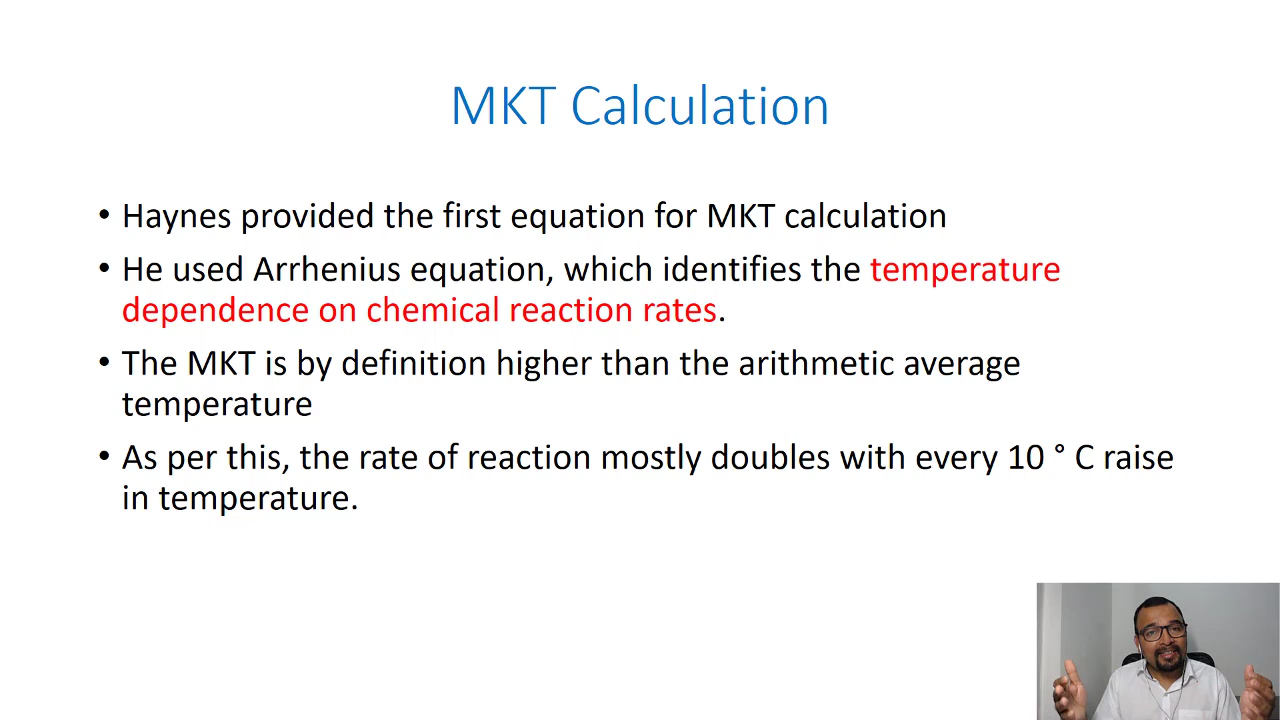 MKT Calculation
• Haynes provided the first equation for MKT calculation
• He used Arrhenius equation, which identifies the temperature
dependence on chemical reaction rates.
• The MKT is by definition higher than the arithmetic average
temperature
• As per this, the rate of reaction mostly doubles with every 10 ° C raise
in temperature.